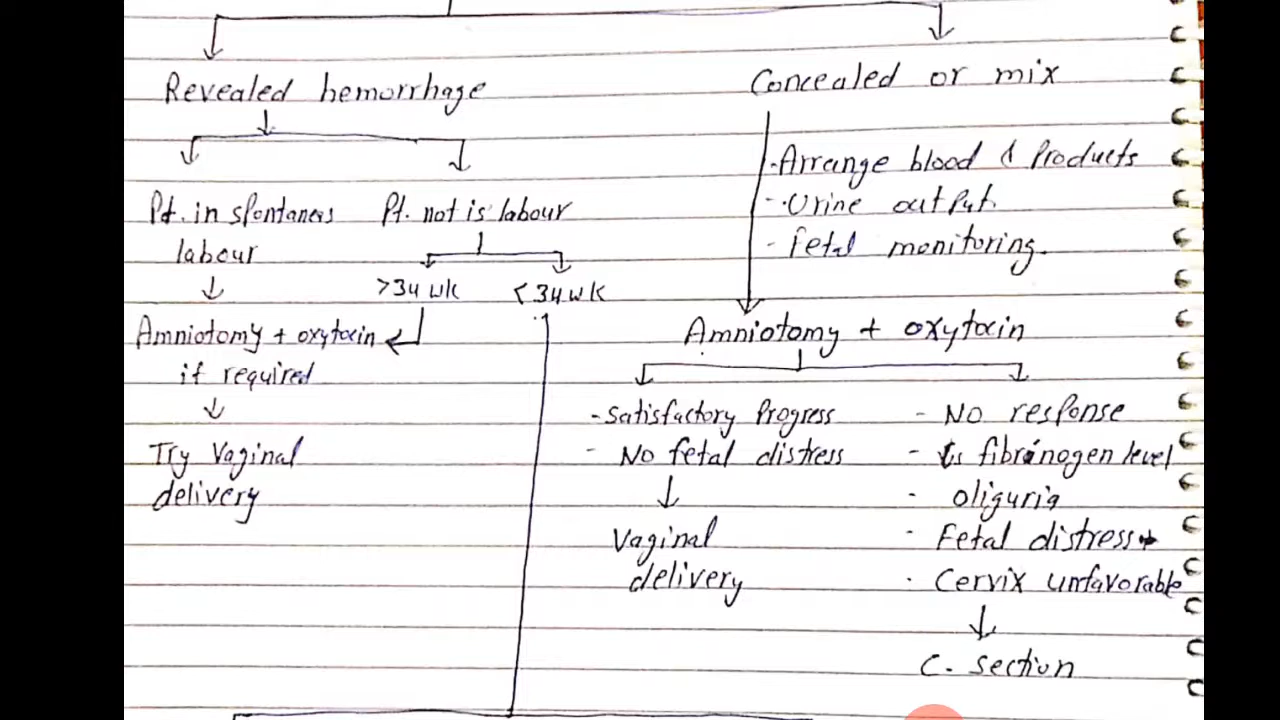 Revealed hemorrhage
Concealed or mix
- Arrange blood & Products
- Urine output.
- Fetal monitoring.
Pt. in spontaneas
labour
Pt. not is labour
>34 wk
<34 wk
Amniotomy + oxytocin
if required
Try Vaginal
delivery
Amniotomy + oxytocin
- Satisfactory Progress
- No fetal distress
Vaginal
delivery
- No response
- ↓s fibrinogen level
- oliguria
- Fetal distress
- Cervix unfavorable
C. section